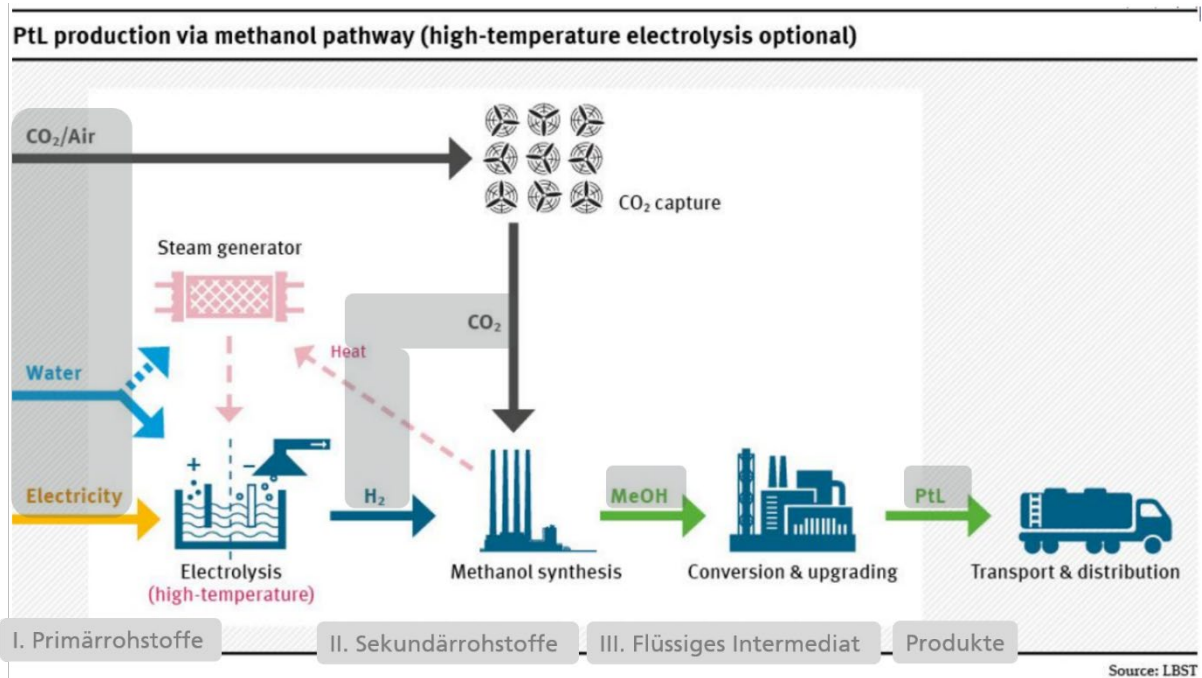 PtL production via methanol pathway (high-temperature electrolysis optional)
CO₂/Air
CO₂ capture
Steam generator
CO₂
Heat
Water
+ −
Electricity
H₂
MeOH
PtL
Electrolysis
(high-temperature)
Methanol synthesis
Conversion & upgrading
Transport & distribution
I. Primärrohstoffe
II. Sekundärrohstoffe
III. Flüssiges Intermediat
Produkte
Source: LBST